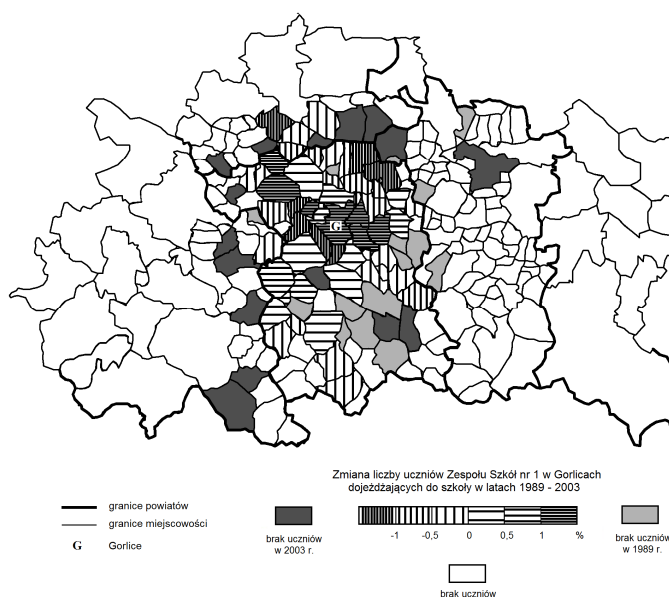 G
Zmiana liczby uczniów Zespołu Szkół nr 1 w Gorlicach
dojeżdżających do szkoły w latach 1989 - 2003
granice powiatów
granice miejscowości
G Gorlice
brak uczniów
w 2003 r.
-1 -0,5 0 0,5 1 %
brak uczniów
w 1989 r.
brak uczniów